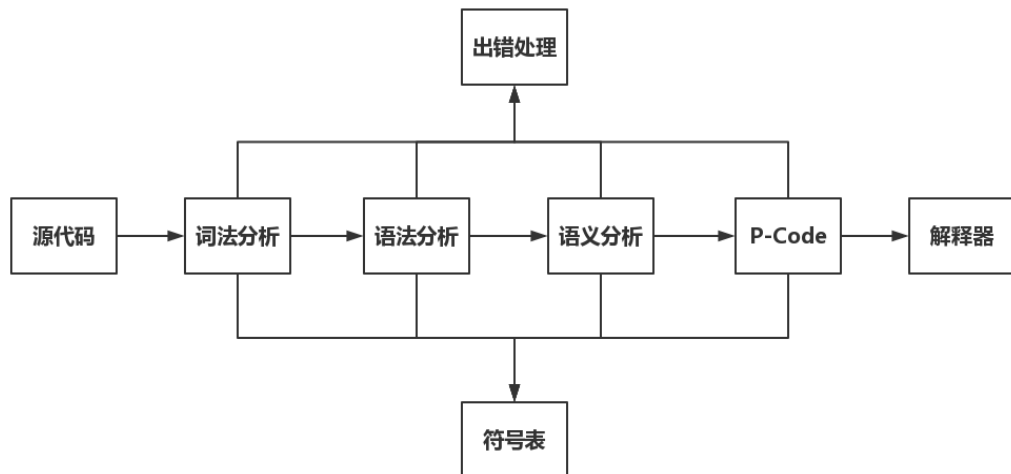 出错处理
源代码
词法分析
语法分析
语义分析
P-Code
解释器
符号表